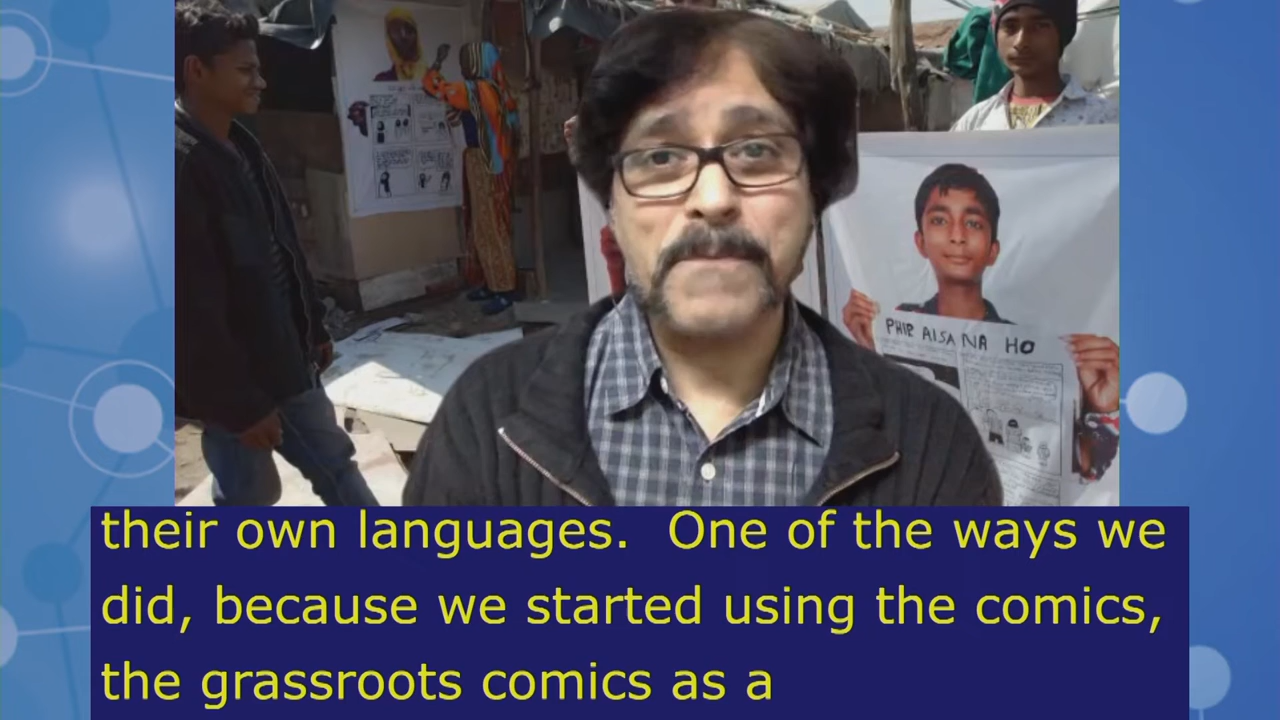 PHIR AISA NA HO
their own languages.  One of the ways we
did, because we started using the comics,
the grassroots comics as a